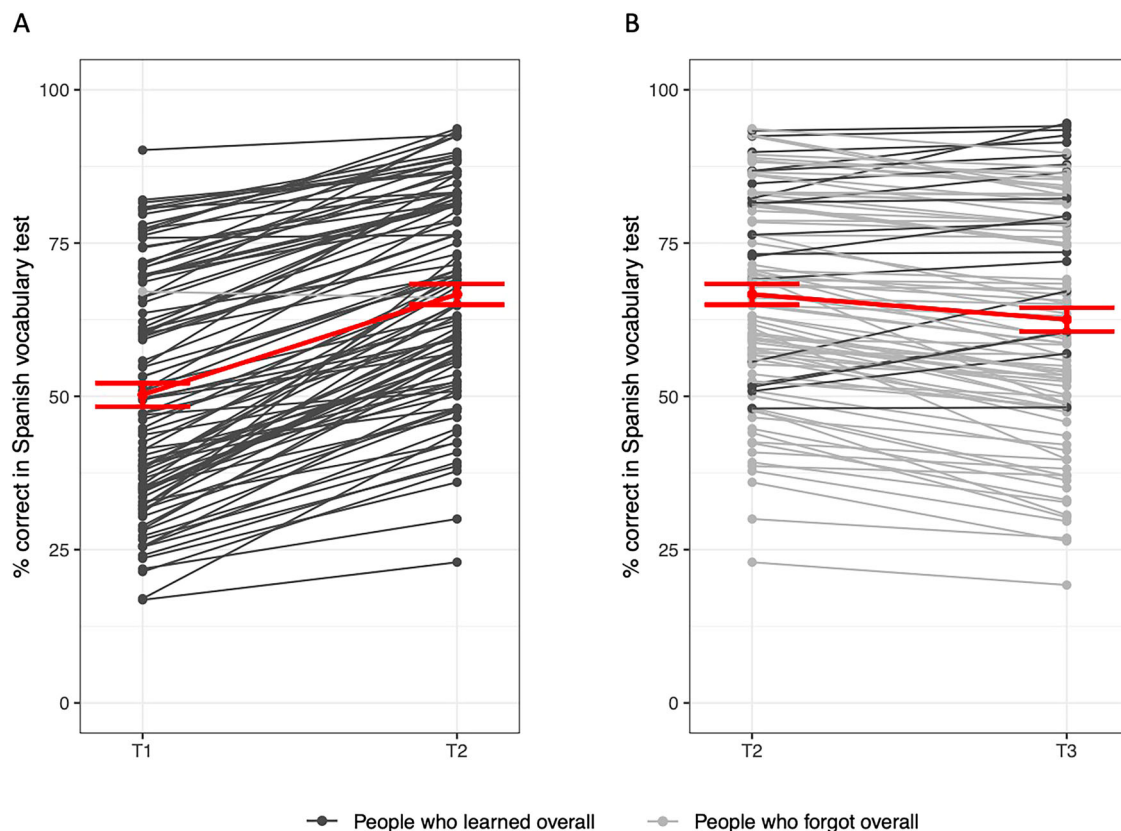 A
B
% correct in Spanish vocabulary test
100
75
50
25
0
T1
T2
% correct in Spanish vocabulary test
100
75
50
25
0
T2
T3
People who learned overall
People who forgot overall